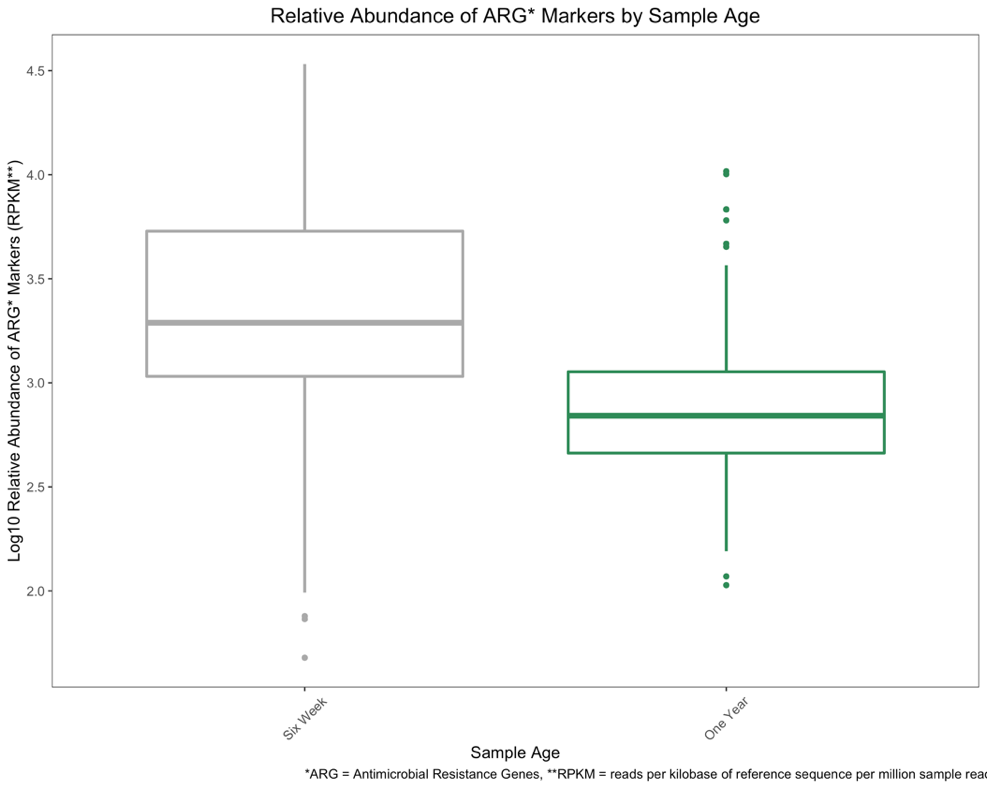 Relative Abundance of ARG* Markers by Sample Age
Log10 Relative Abundance of ARG* Markers (RPKM**)
4.5
4.0
3.5
3.0
2.5
2.0
Six Week
One Year
Sample Age
*ARG = Antimicrobial Resistance Genes, **RPKM = reads per kilobase of reference sequence per million sample